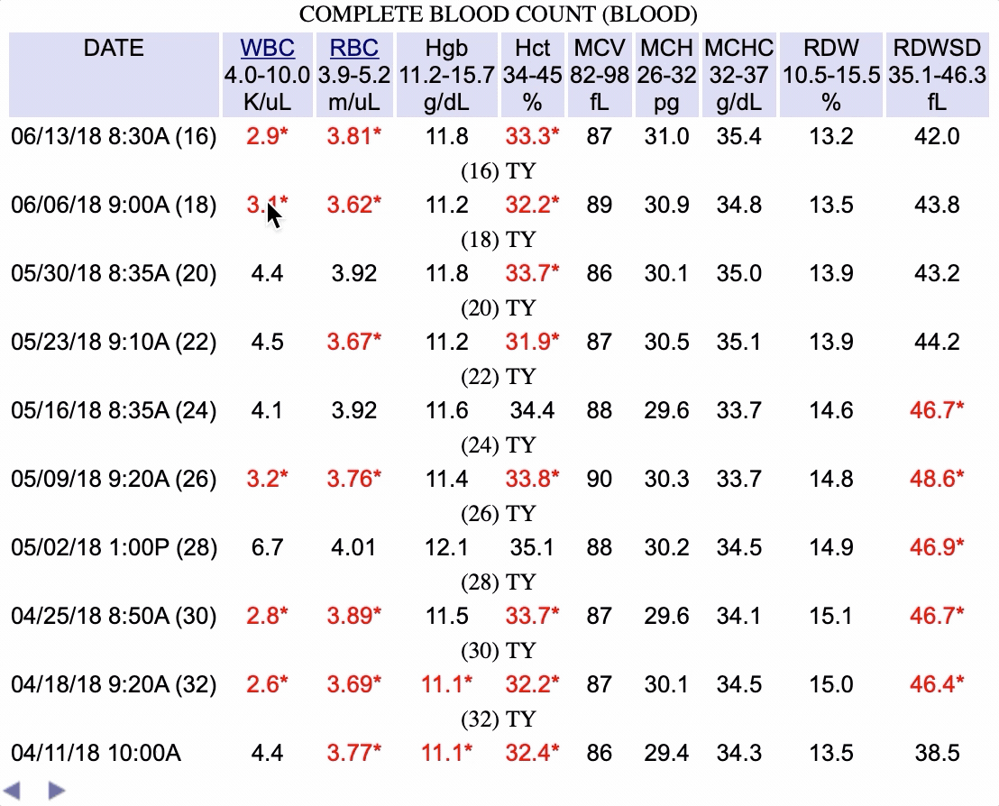 COMPLETE BLOOD COUNT (BLOOD)
DATE WBC RBC Hgb Hct MCV MCH MCHC RDW RDWSD
4.0-10.0 3.9-5.2 11.2-15.7 34-45 82-98 26-32 32-37 10.5-15.5 35.1-46.3
K/uL m/uL g/dL % fL pg g/dL % fL
06/13/18 8:30A (16) 2.9* 3.81* 11.8 33.3* 87 31.0 35.4 13.2 42.0
(16) TY
06/06/18 9:00A (18) 3.1* 3.62* 11.2 32.2* 89 30.9 34.8 13.5 43.8
(18) TY
05/30/18 8:35A (20) 4.4 3.92 11.8 33.7* 86 30.1 35.0 13.9 43.2
(20) TY
05/23/18 9:10A (22) 4.5 3.67* 11.2 31.9* 87 30.5 35.1 13.9 44.2
(22) TY
05/16/18 8:35A (24) 4.1 3.92 11.6 34.4 88 29.6 33.7 14.6 46.7*
(24) TY
05/09/18 9:20A (26) 3.2* 3.76* 11.4 33.8* 90 30.3 33.7 14.8 48.6*
(26) TY
05/02/18 1:00P (28) 6.7 4.01 12.1 35.1 88 30.2 34.5 14.9 46.9*
(28) TY
04/25/18 8:50A (30) 2.8* 3.89* 11.5 33.7* 87 29.6 34.1 15.1 46.7*
(30) TY
04/18/18 9:20A (32) 2.6* 3.69* 11.1* 32.2* 87 30.1 34.5 15.0 46.4*
(32) TY
04/11/18 10:00A 4.4 3.77* 11.1* 32.4* 86 29.4 34.3 13.5 38.5